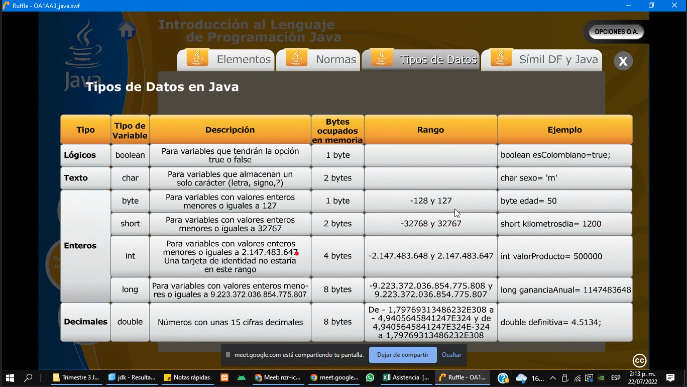 Ruffle - OA1AA3_java.swf
Introducción al Lenguaje
de Programación Java
OPCIONES O.A.
Java
Elementos
Normas
Tipos de Datos
Símil DF y Java
X
Tipos de Datos en Java
Tipo
Tipo de
Variable
Descripción
Bytes
ocupados
en memoria
Rango
Ejemplo
Lógicos
boolean
Para variables que tendrán la opción
true o false
1 byte
boolean esColombiano=true;
Texto
char
Para variables que almacenan un
solo carácter (letra, signo,?)
2 bytes
char sexo= 'm'
Enteros
byte
Para variables con valores enteros
menores o iguales a 127
1 byte
-128 y 127
byte edad= 50
short
Para variables con valores enteros
menores o iguales a 32767
2 bytes
-32768 y 32767
short kilometrosdia= 1200
int
Para variables con valores enteros
menores o iguales a 2.147.483.647
Una tarjeta de identidad no estaria
en este rango
4 bytes
-2.147.483.648 y 2.147.483.647
int valorProducto= 500000
long
Para variables con valores enteros meno-
res o iguales a 9.223.372.036.854.775.807
8 bytes
-9.223.372.036.854.775.808 y
9.223.372.036.854.775.807
long gananciaAnual= 1147483648
Decimales
double
Números con unas 15 cifras decimales
8 bytes
De - 1,79769313486232E308 a
- 4,9406564584124​7E324 y de
4,94065645841247E324-324
a 1,79769313486232E308
double definitiva= 4.5134;
meet.google.com está compartiendo tu pantalla.
Dejar de compartir
Ocultar
cc
Trimestre 3.I...
jdk - Resulta...
Notas rápidas
Meet: nzr-ic...
meet.google...
Asistencia (...
Ruffle - OA1...
16...
ESP
2:13 p. m.
22/07/2022